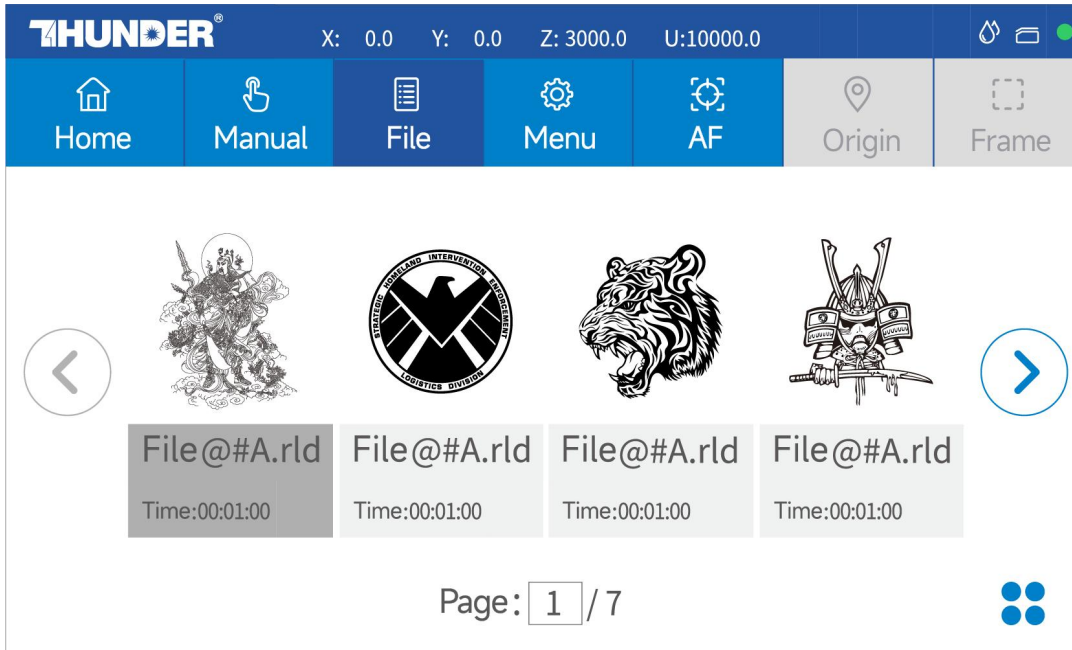 THUNDER®
X: 0.0 Y: 0.0 Z: 3000.0 U:10000.0
Home Manual File Menu AF Origin Frame
STRATEGIC HOMELAND INTERVENTION ENFORCEMENT
LOGISTICS DIVISION
File@#A.rld File@#A.rld File@#A.rld File@#A.rld
Time:00:01:00 Time:00:01:00 Time:00:01:00 Time:00:01:00
Page: 1 / 7